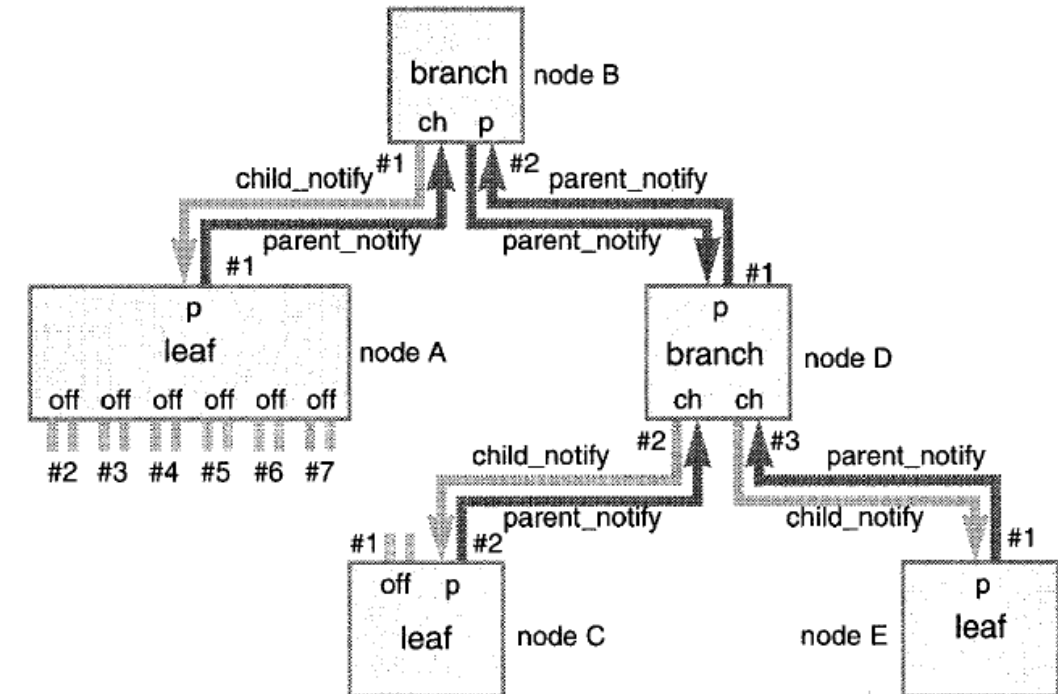 branch
node B
ch p
#1
#2
child_notify
parent_notify
parent_notify
parent_notify
#1
#1
p
leaf
node A
off off off off off off
#2 #3 #4 #5 #6 #7
p
branch
node D
ch ch
#2
#3
child_notify
parent_notify
parent_notify
child_notify
#1
#2
#1
off p
leaf
node C
p
leaf
node E